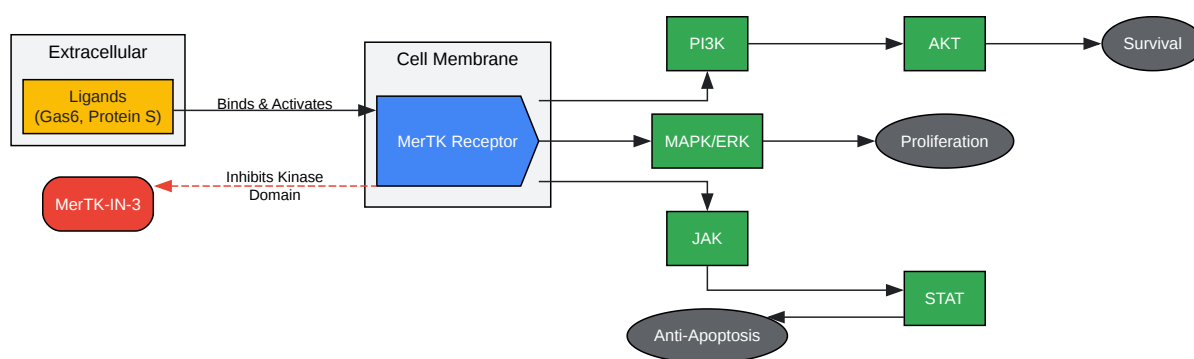 Extracellular
Ligands
(Gas6, Protein S)
Binds & Activates
Cell Membrane
MerTK Receptor
Inhibits Kinase
Domain
MerTK-IN-3
PI3K
AKT
Survival
MAPK/ERK
Proliferation
JAK
STAT
Anti-Apoptosis